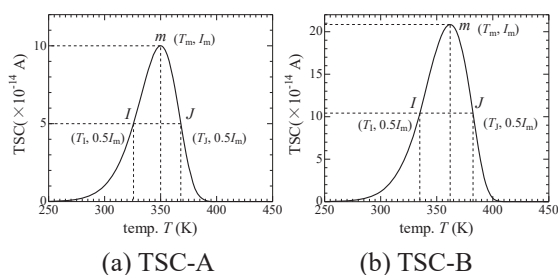 10
5
0
TSC(×10⁻¹⁴ A)
m (Tm, Im)
I
J
(TI, 0.5Im)
(TJ, 0.5Im)
250 300 350 400 450
temp. T (K)
(a) TSC-A
20
15
10
5
0
TSC(×10⁻¹⁴ A)
m (Tm, Im)
I
J
(TI, 0.5Im)
(TJ, 0.5Im)
250 300 350 400 450
temp. T (K)
(b) TSC-B